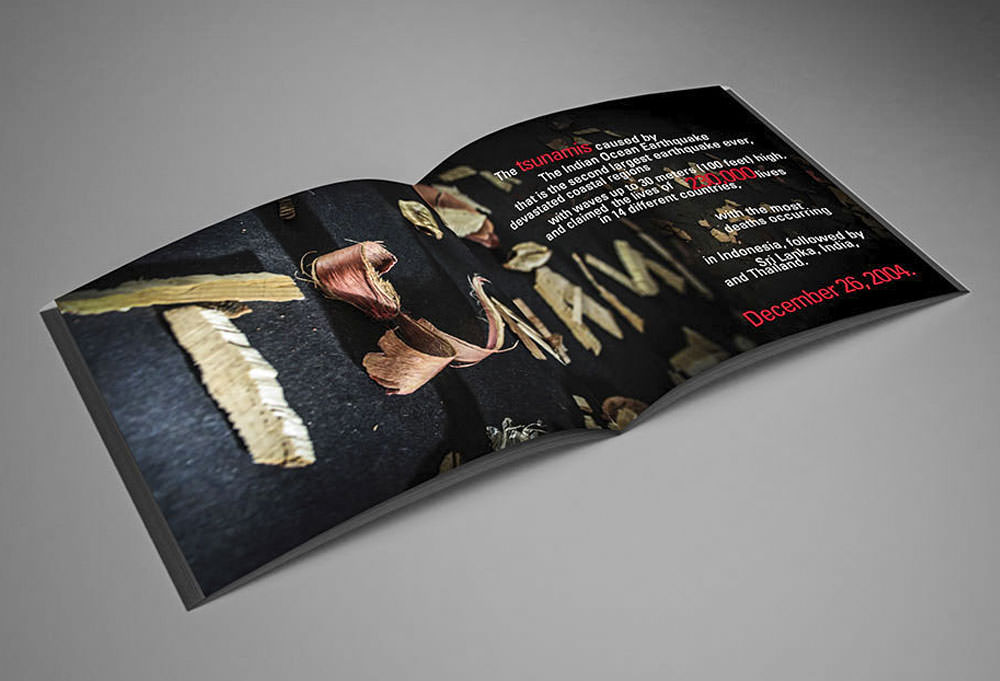 TSUNAMI
The tsunamis caused by
The Indian Ocean Earthquake
that is the second largest earthquake ever,
devastated coastal regions
with waves up to 30 meters [100 feet] high,
and claimed the lives of lives
in 14 different countries,
with the most
deaths occurring
in Indonesia, followed by
Sri Lanka, India,
and Thailand.
December 26, 2004.